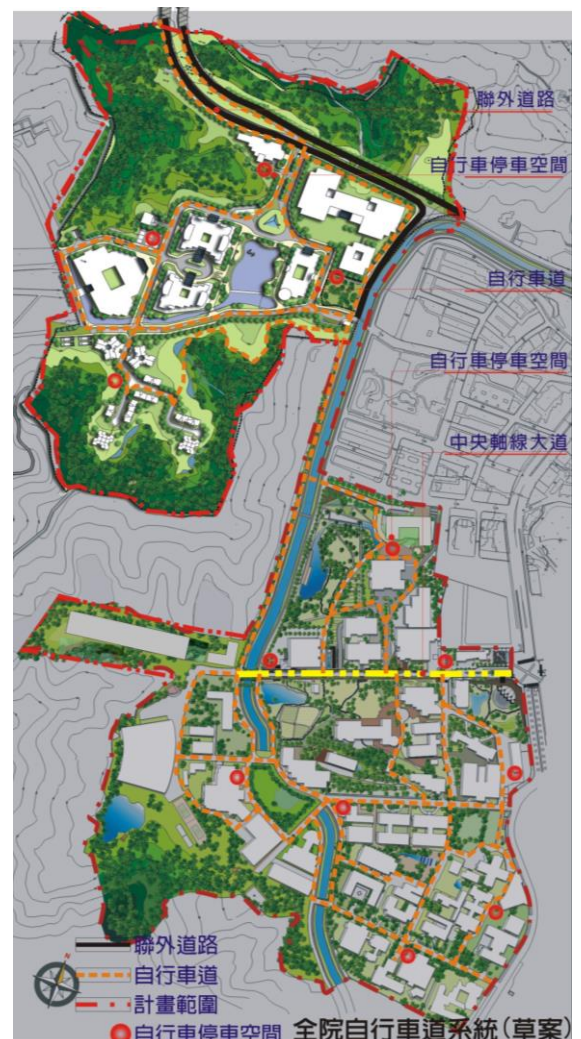 聯外道路
自行車停車空間
自行車道
自行車停車空間
中央軸線大道
聯外道路
自行車道
計畫範圍
自行車停車空間
全院自行車道系統(草案)